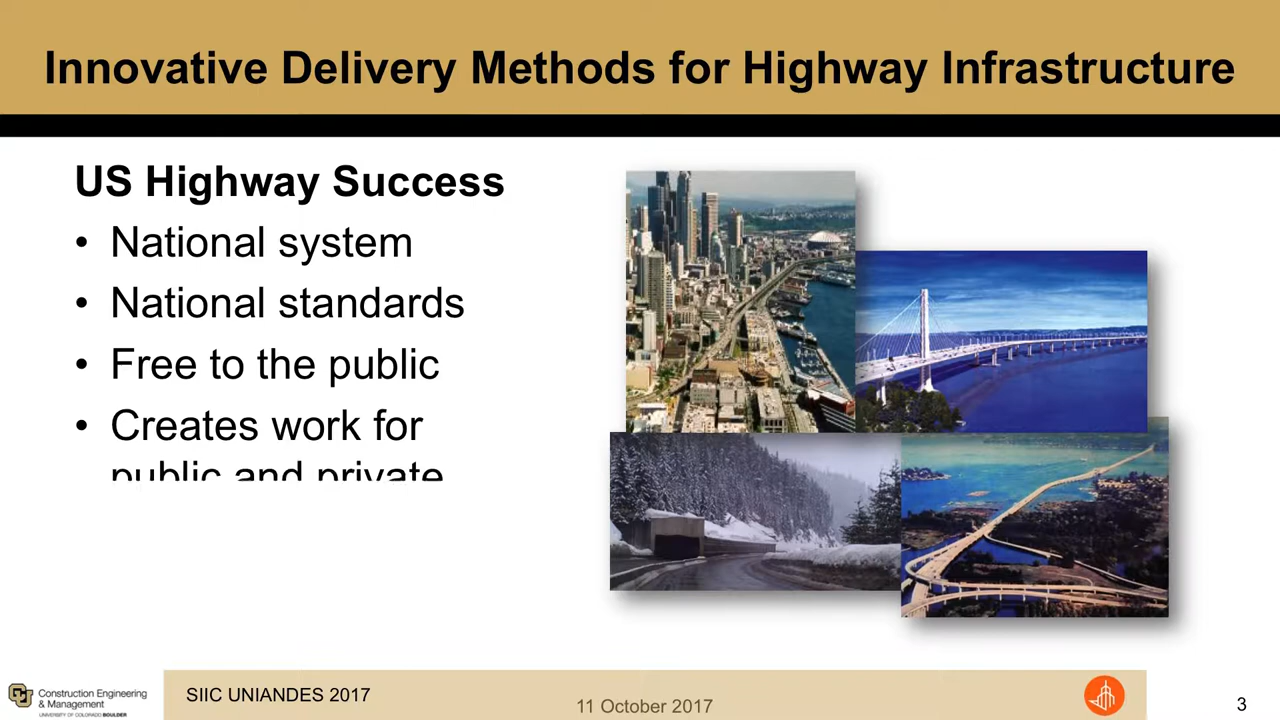 Innovative Delivery Methods for Highway Infrastructure
US Highway Success
• National system
• National standards
• Free to the public
• Creates work for
public and private
CU
Construction Engineering
& Management
UNIVERSITY OF COLORADO BOULDER
SIIC UNIANDES 2017
11 October 2017
3